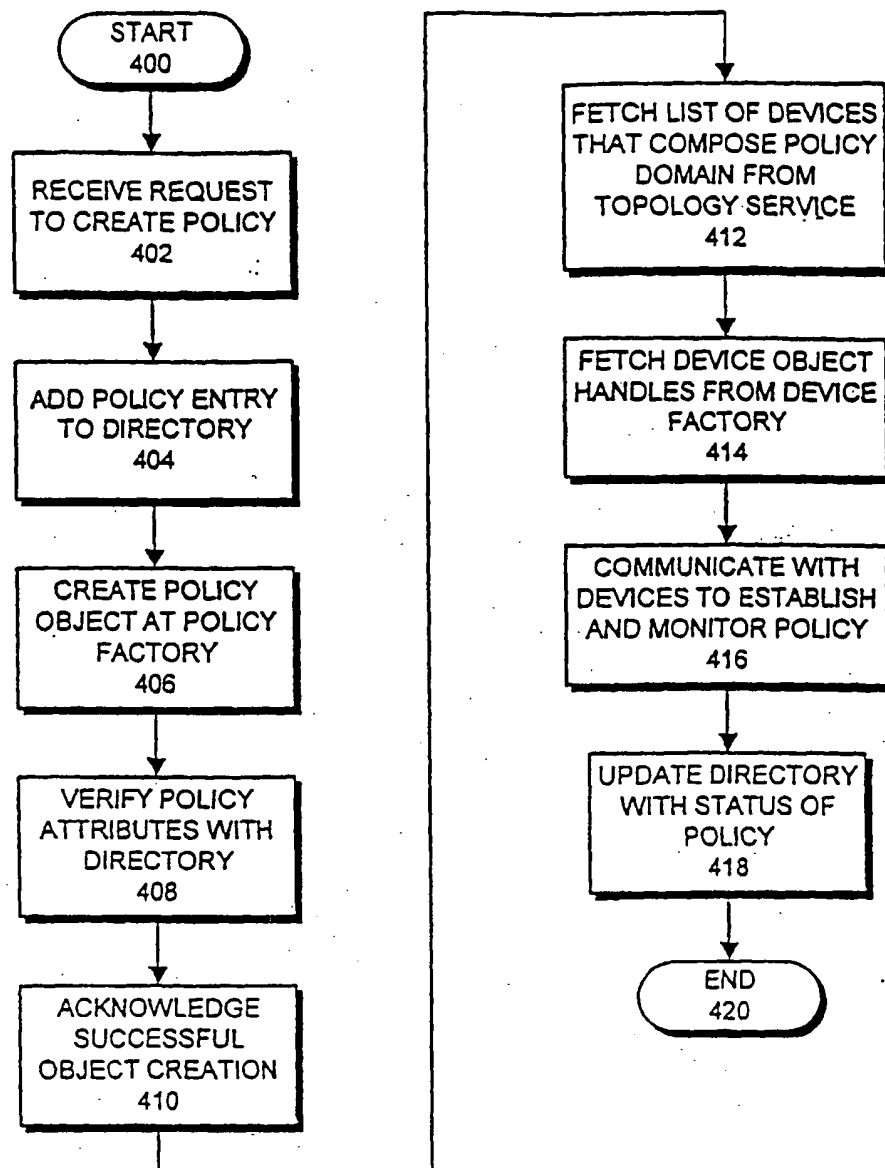 START
400
RECEIVE REQUEST
TO CREATE POLICY
402
ADD POLICY ENTRY
TO DIRECTORY
404
CREATE POLICY
OBJECT AT POLICY
FACTORY
406
VERIFY POLICY
ATTRIBUTES WITH
DIRECTORY
408
ACKNOWLEDGE
SUCCESSFUL
OBJECT CREATION
410
FETCH LIST OF DEVICES
THAT COMPOSE POLICY
DOMAIN FROM
TOPOLOGY SERVICE
412
FETCH DEVICE OBJECT
HANDLES FROM DEVICE
FACTORY
414
COMMUNICATE WITH
DEVICES TO ESTABLISH
AND MONITOR POLICY
416
UPDATE DIRECTORY
WITH STATUS OF
POLICY
418
END
420